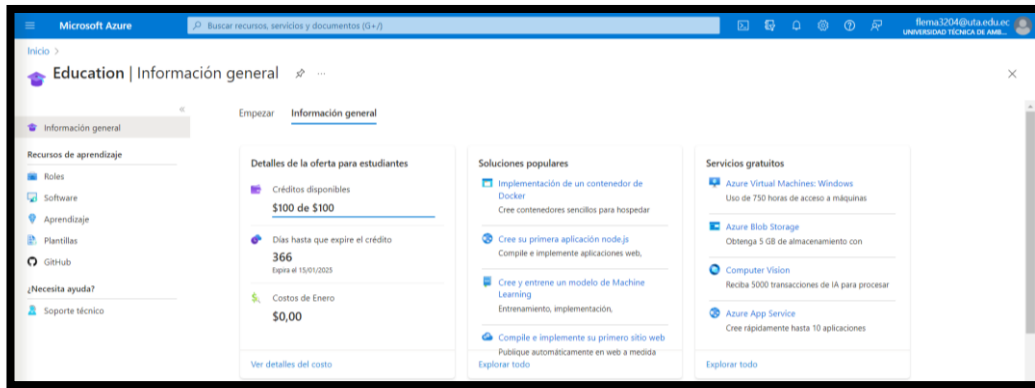 Microsoft Azure
Buscar recursos, servicios y documentos (G+/)
flema3204@uta.edu.ec
UNIVERSIDAD TÉCNICA DE AMB...
Inicio >
Education | Información general
Empezar
Información general
Información general
Recursos de aprendizaje
Roles
Software
Aprendizaje
Plantillas
GitHub
¿Necesita ayuda?
Soporte técnico
Detalles de la oferta para estudiantes
Créditos disponibles
$100 de $100
Días hasta que expire el crédito
366
Expira el 15/01/2025
Costos de Enero
$0,00
Ver detalles del costo
Soluciones populares
Implementación de un contenedor de
Docker
Cree contenedores sencillos para hospedar
Cree su primera aplicación node.js
Compile e implemente aplicaciones web,
Cree y entrene un modelo de Machine
Learning
Entrenamiento, implementación,
Compile e implemente su primer sitio web
Publique automáticamente en web a medida
Explorar todo
Servicios gratuitos
Azure Virtual Machines: Windows
Uso de 750 horas de acceso a máquinas
Azure Blob Storage
Obtenga 5 GB de almacenamiento con
Computer Vision
Reciba 5000 transacciones de IA para procesar
Azure App Service
Cree rápidamente hasta 10 aplicaciones
Explorar todo